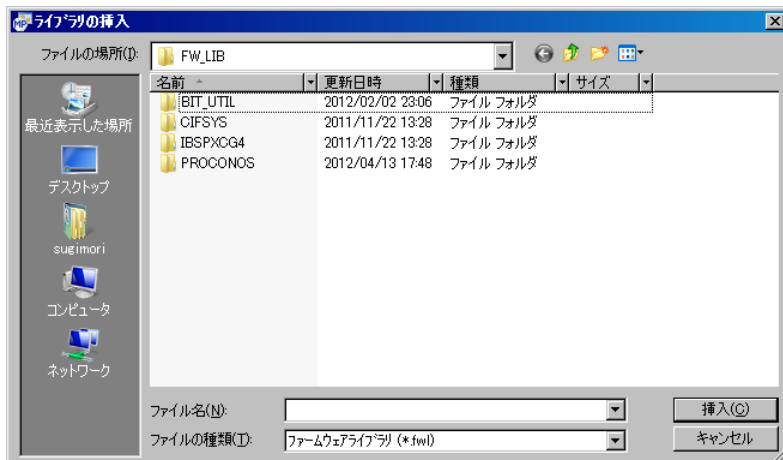 MP ライブラリの挿入
ファイルの場所(I): FW_LIB
名前 更新日時 種類 サイズ
BIT_UTIL 2012/02/02 23:06 ファイル フォルダ
CIFSYS 2011/11/22 13:28 ファイル フォルダ
IBSPXCG4 2011/11/22 13:28 ファイル フォルダ
PROCONOS 2012/04/13 17:48 ファイル フォルダ
最近表示した場所
デスクトップ
sugimori
コンピュータ
ネットワーク
ファイル名(N): 挿入(O)
ファイルの種類(T): ファームウェアライブラリ (*.fwl) キャンセル